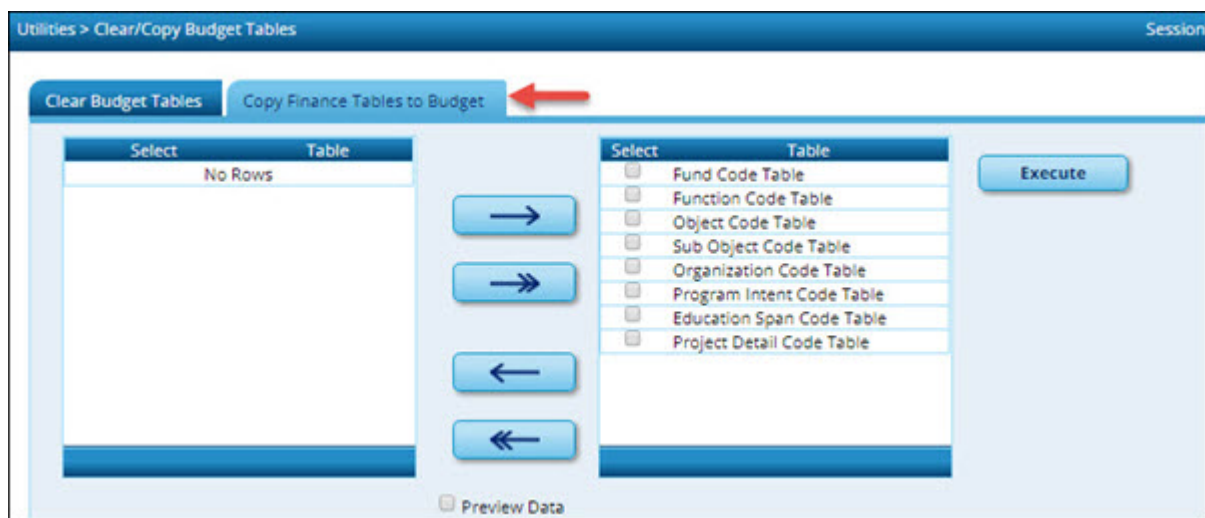 Utilities > Clear/Copy Budget Tables Session
Clear Budget Tables Copy Finance Tables to Budget
Select Table
No Rows
Select Table
Fund Code Table
Function Code Table
Object Code Table
Sub Object Code Table
Organization Code Table
Program Intent Code Table
Education Span Code Table
Project Detail Code Table
Execute
Preview Data